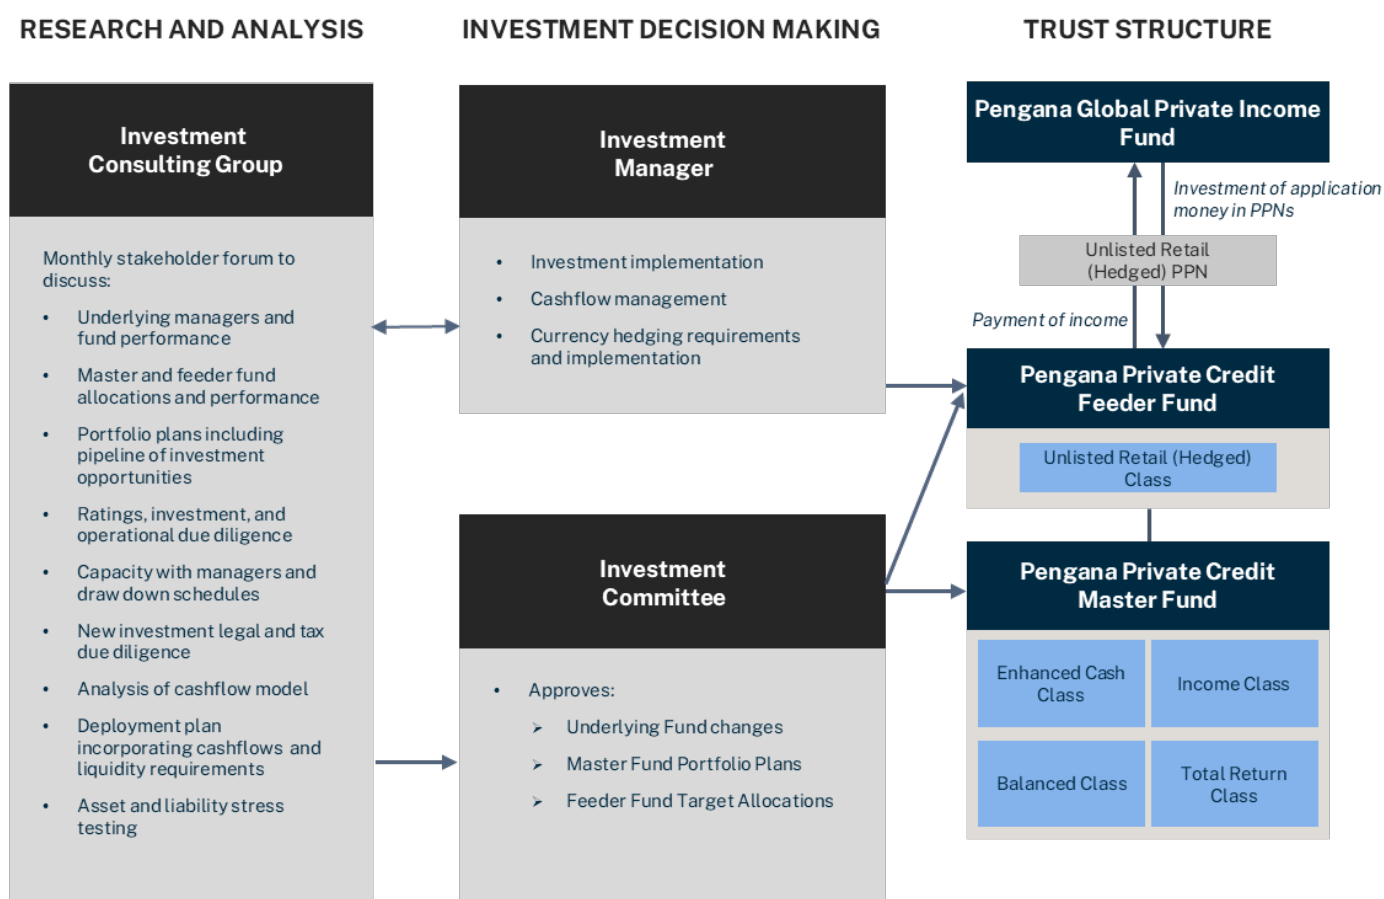 RESEARCH AND ANALYSIS
INVESTMENT DECISION MAKING
TRUST STRUCTURE
Investment
Consulting Group
Monthly stakeholder forum to
discuss:
• Underlying managers and
fund performance
• Master and feeder fund
allocations and performance
• Portfolio plans including
pipeline of investment
opportunities
• Ratings, investment, and
operational due diligence
• Capacity with managers and
draw down schedules
• New investment legal and tax
due diligence
• Analysis of cashflow model
• Deployment plan
incorporating cashflows and
liquidity requirements
• Asset and liability stress
testing
Investment
Manager
• Investment implementation
• Cashflow management
• Currency hedging requirements
and implementation
Investment
Committee
• Approves:
➢ Underlying Fund changes
➢ Master Fund Portfolio Plans
➢ Feeder Fund Target Allocations
Pengana Global Private Income
Fund
Investment of application
money in PPNs
Unlisted Retail
(Hedged) PPN
Payment of income
Pengana Private Credit
Feeder Fund
Unlisted Retail (Hedged)
Class
Pengana Private Credit
Master Fund
Enhanced Cash
Class
Income Class
Balanced Class
Total Return
Class